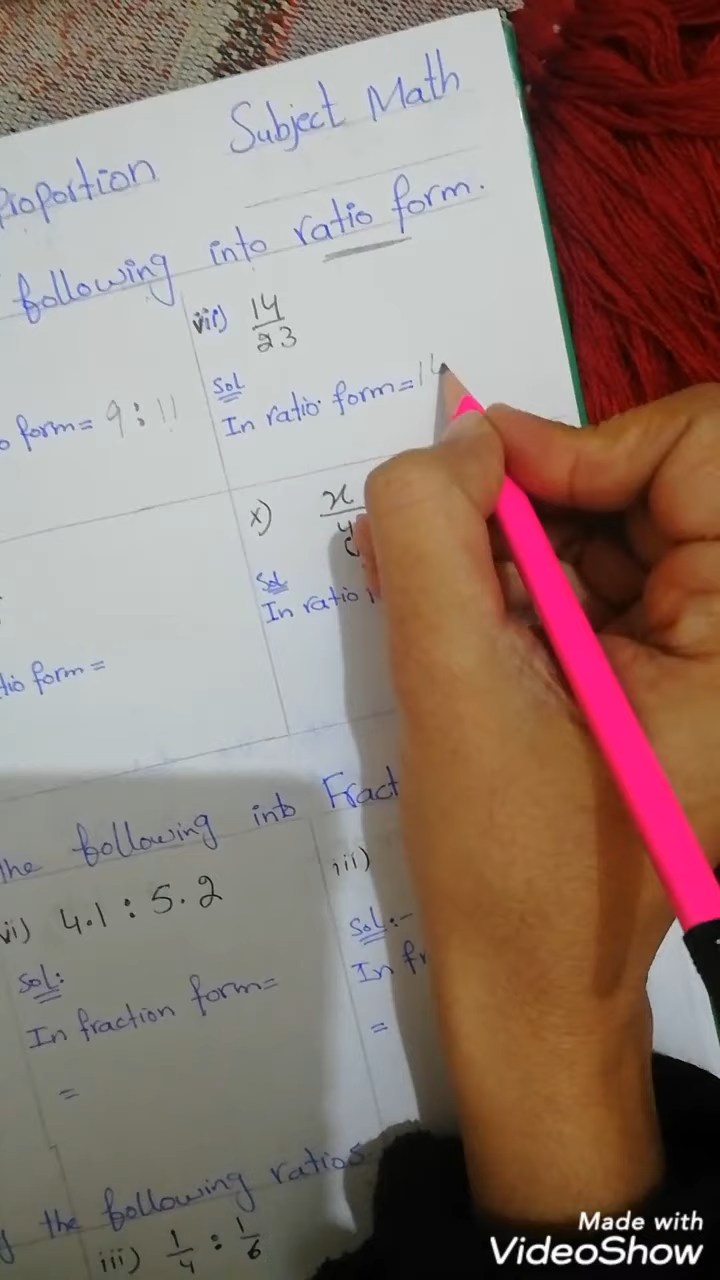 Subject Math
Proportion
following into ratio form.
vii) 14/23
Sol
In ratio form = 14
form = 9 : 11
x) x/y
Sol
In ratio
form =
the following into Fract
vi) 4.1 : 5.2
Sol:
In fraction form =
=
iii)
Sol:-
In fr
=
the following ratios
iii) 1/4 : 1/6
Made with
VideoShow